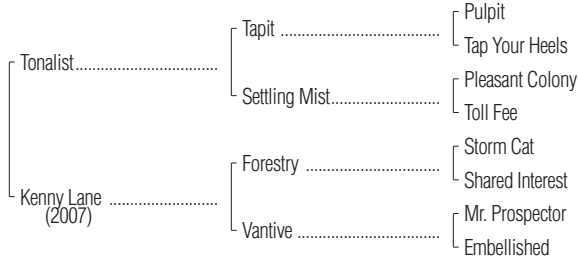 Pulpit
Tapit ................................
Tap Your Heels
Tonalist................................
Pleasant Colony
Settling Mist..........................
Toll Fee
Storm Cat
Forestry ................................
Shared Interest
Kenny Lane ..........................
(2007)
Mr. Prospector
Vantive ................................
Embellished